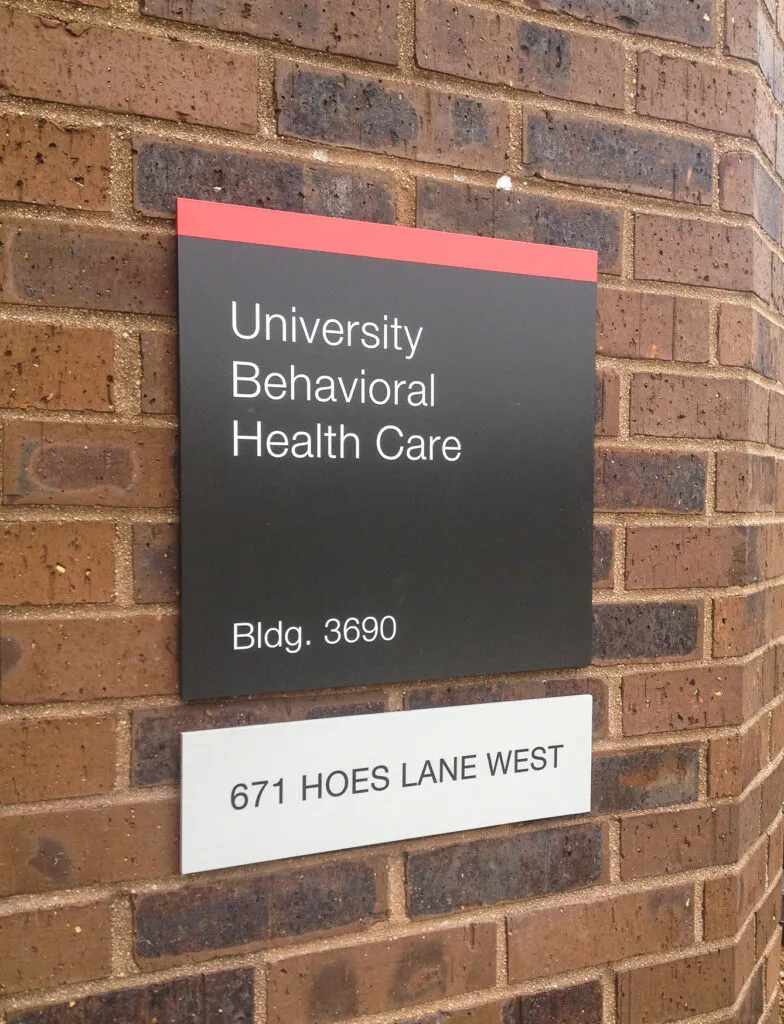 University
Behavioral
Health Care
Bldg. 3690
671 HOES LANE WEST